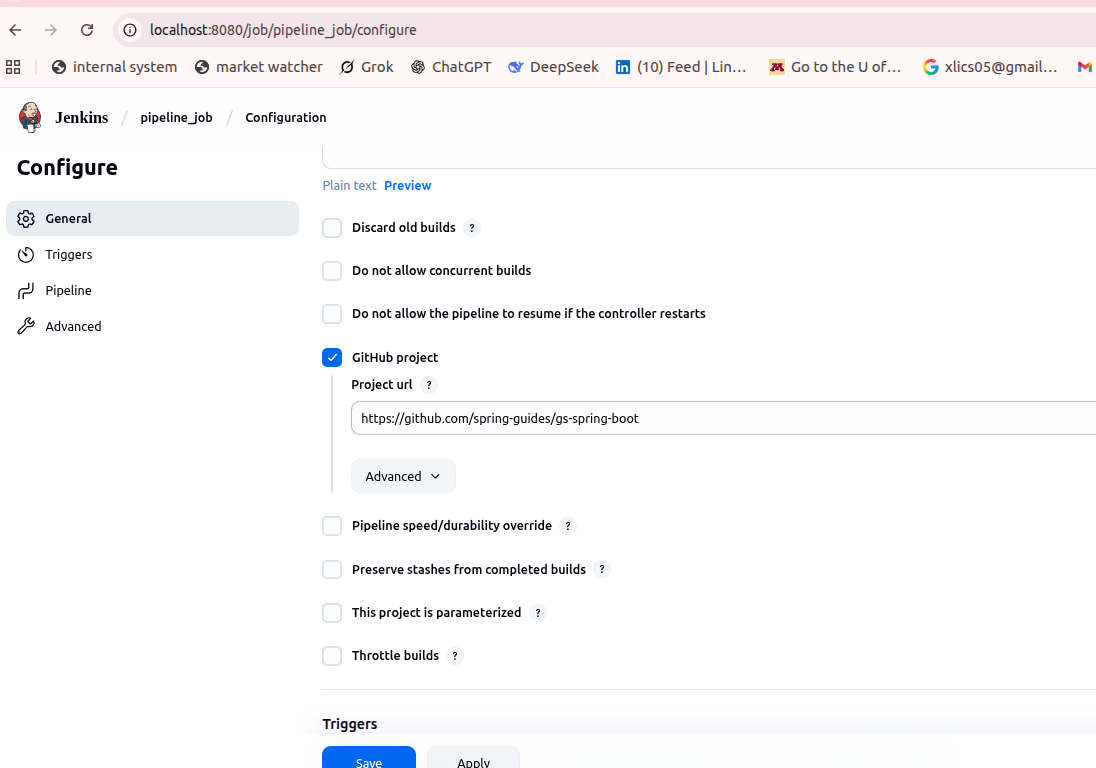 localhost:8080/job/pipeline_job/configure
internal system market watcher Grok ChatGPT DeepSeek (10) Feed | Lin... Go to the U of... xlics05@gmail...
Jenkins / pipeline_job / Configuration
Configure
General
Triggers
Pipeline
Advanced
Plain text Preview
Discard old builds ?
Do not allow concurrent builds
Do not allow the pipeline to resume if the controller restarts
GitHub project
Project url ?
https://github.com/spring-guides/gs-spring-boot
Advanced
Pipeline speed/durability override ?
Preserve stashes from completed builds ?
This project is parameterized ?
Throttle builds ?
Triggers
Save Apply